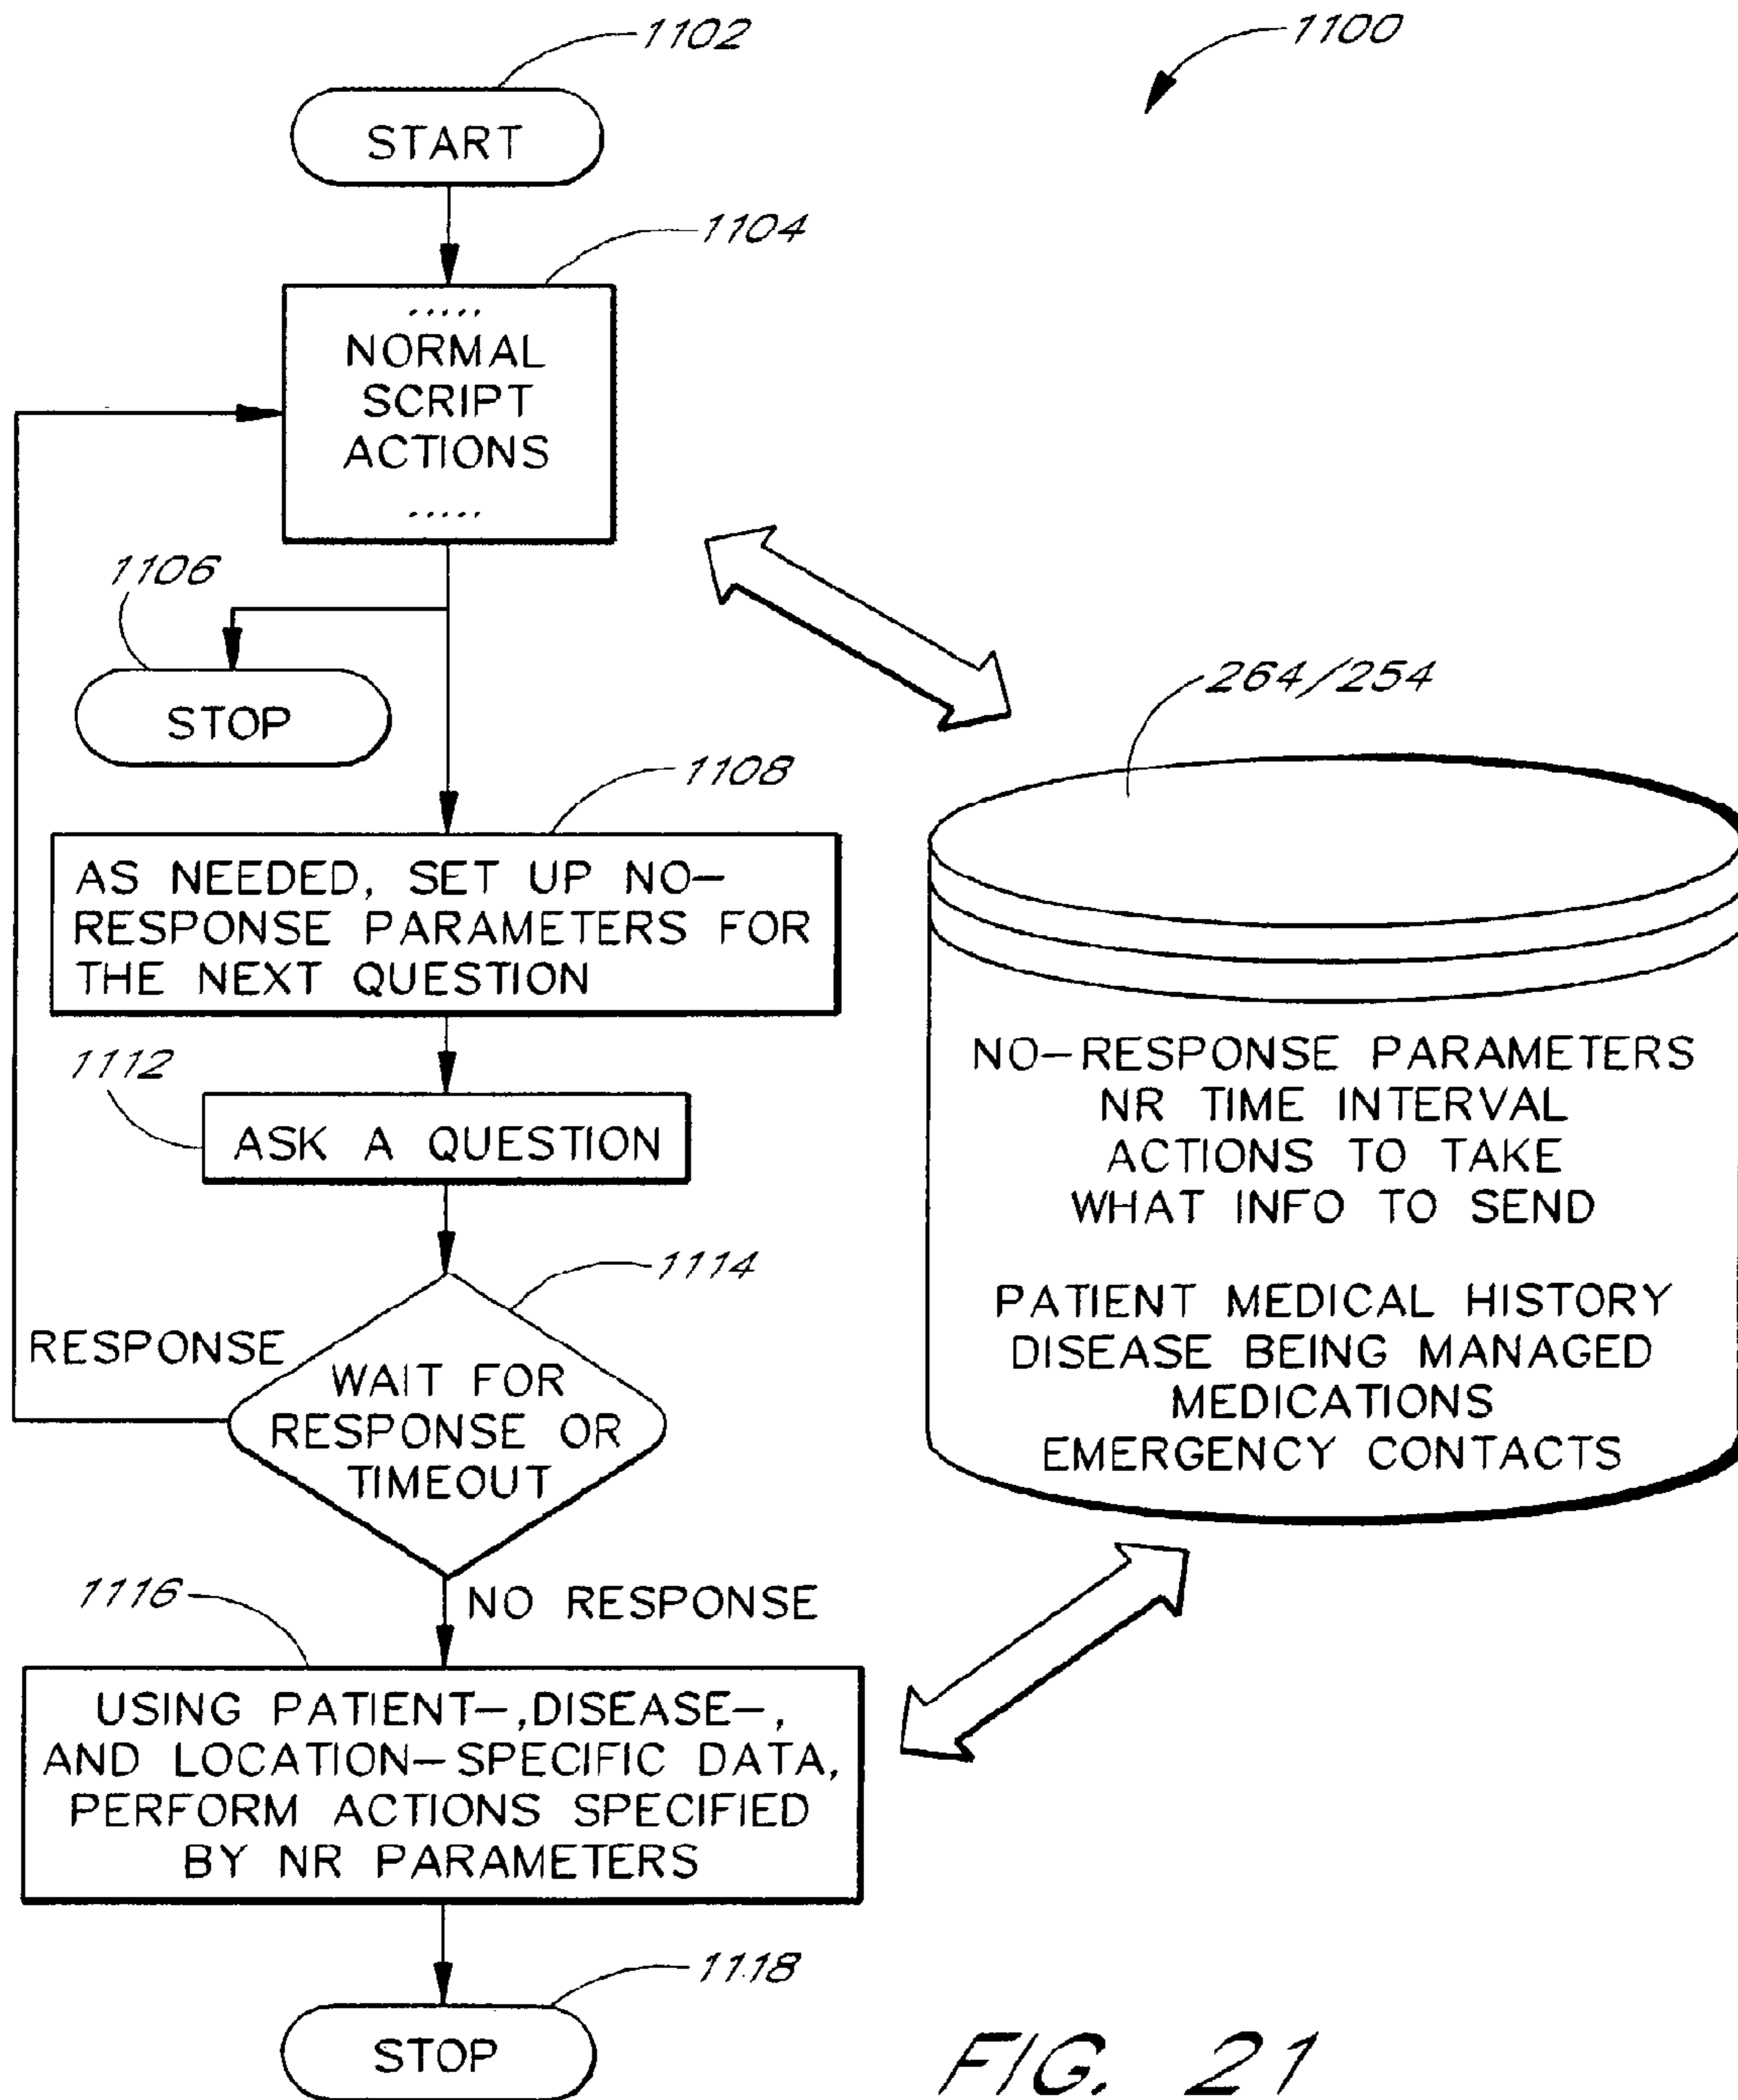 1102
1100
START
1104
.....
NORMAL
SCRIPT
ACTIONS
.....
1106
STOP
264/254
1108
AS NEEDED, SET UP NO-
RESPONSE PARAMETERS FOR
THE NEXT QUESTION
1112
ASK A QUESTION
NO-RESPONSE PARAMETERS
NR TIME INTERVAL
ACTIONS TO TAKE
WHAT INFO TO SEND
PATIENT MEDICAL HISTORY
DISEASE BEING MANAGED
MEDICATIONS
EMERGENCY CONTACTS
1114
RESPONSE
WAIT FOR
RESPONSE OR
TIMEOUT
1116
NO RESPONSE
USING PATIENT-,DISEASE-,
AND LOCATION-SPECIFIC DATA,
PERFORM ACTIONS SPECIFIED
BY NR PARAMETERS
1118
STOP
FIG. 21